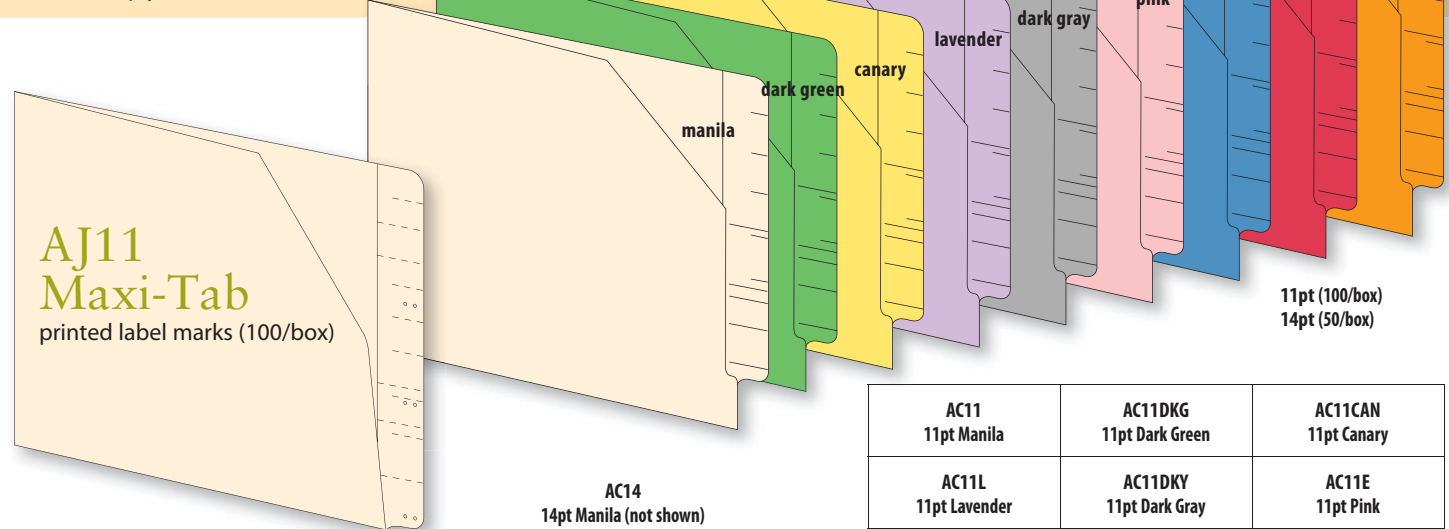 dark gray
lavender
canary
dark green
manila
AJ11
Maxi-Tab
printed label marks (100/box)
11pt (100/box)
14pt (50/box)
AC14
14pt Manila (not shown)
AC11
11pt Manila
AC11DKG
11pt Dark Green
AC11CAN
11pt Canary
AC11L
11pt Lavender
AC11DKY
11pt Dark Gray
AC11E
11pt Pink